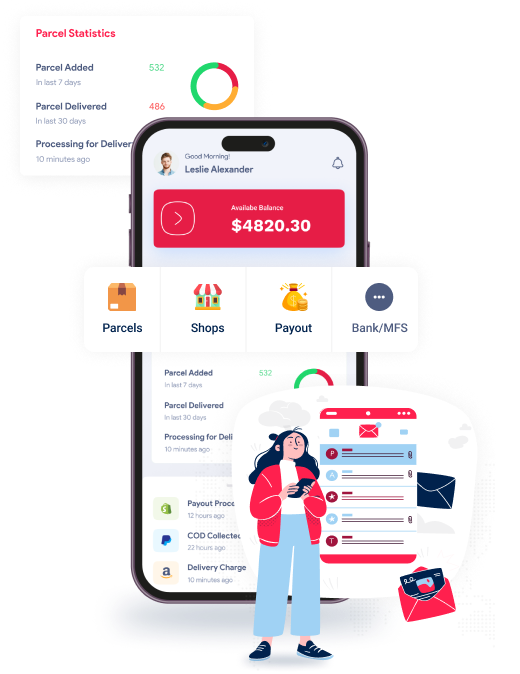 Parcel Statistics
Parcel Added 532
In last 7 days
Parcel Delivered 486
In last 30 days
Processing for Deliver
10 minutes ago
Good Morning!
Leslie Alexander
Availabe Balance
$4820.30
Parcels
Shops
Payout
Bank/MFS
Parcel Added 532
In last 7 days
Parcel Delivered
In last 30 days
Processing for Deli
10 minutes ago
Payout Proce
12 hours ago
COD Collected
22 hours ago
Delivery Charge
10 minutes ago
P
A
T